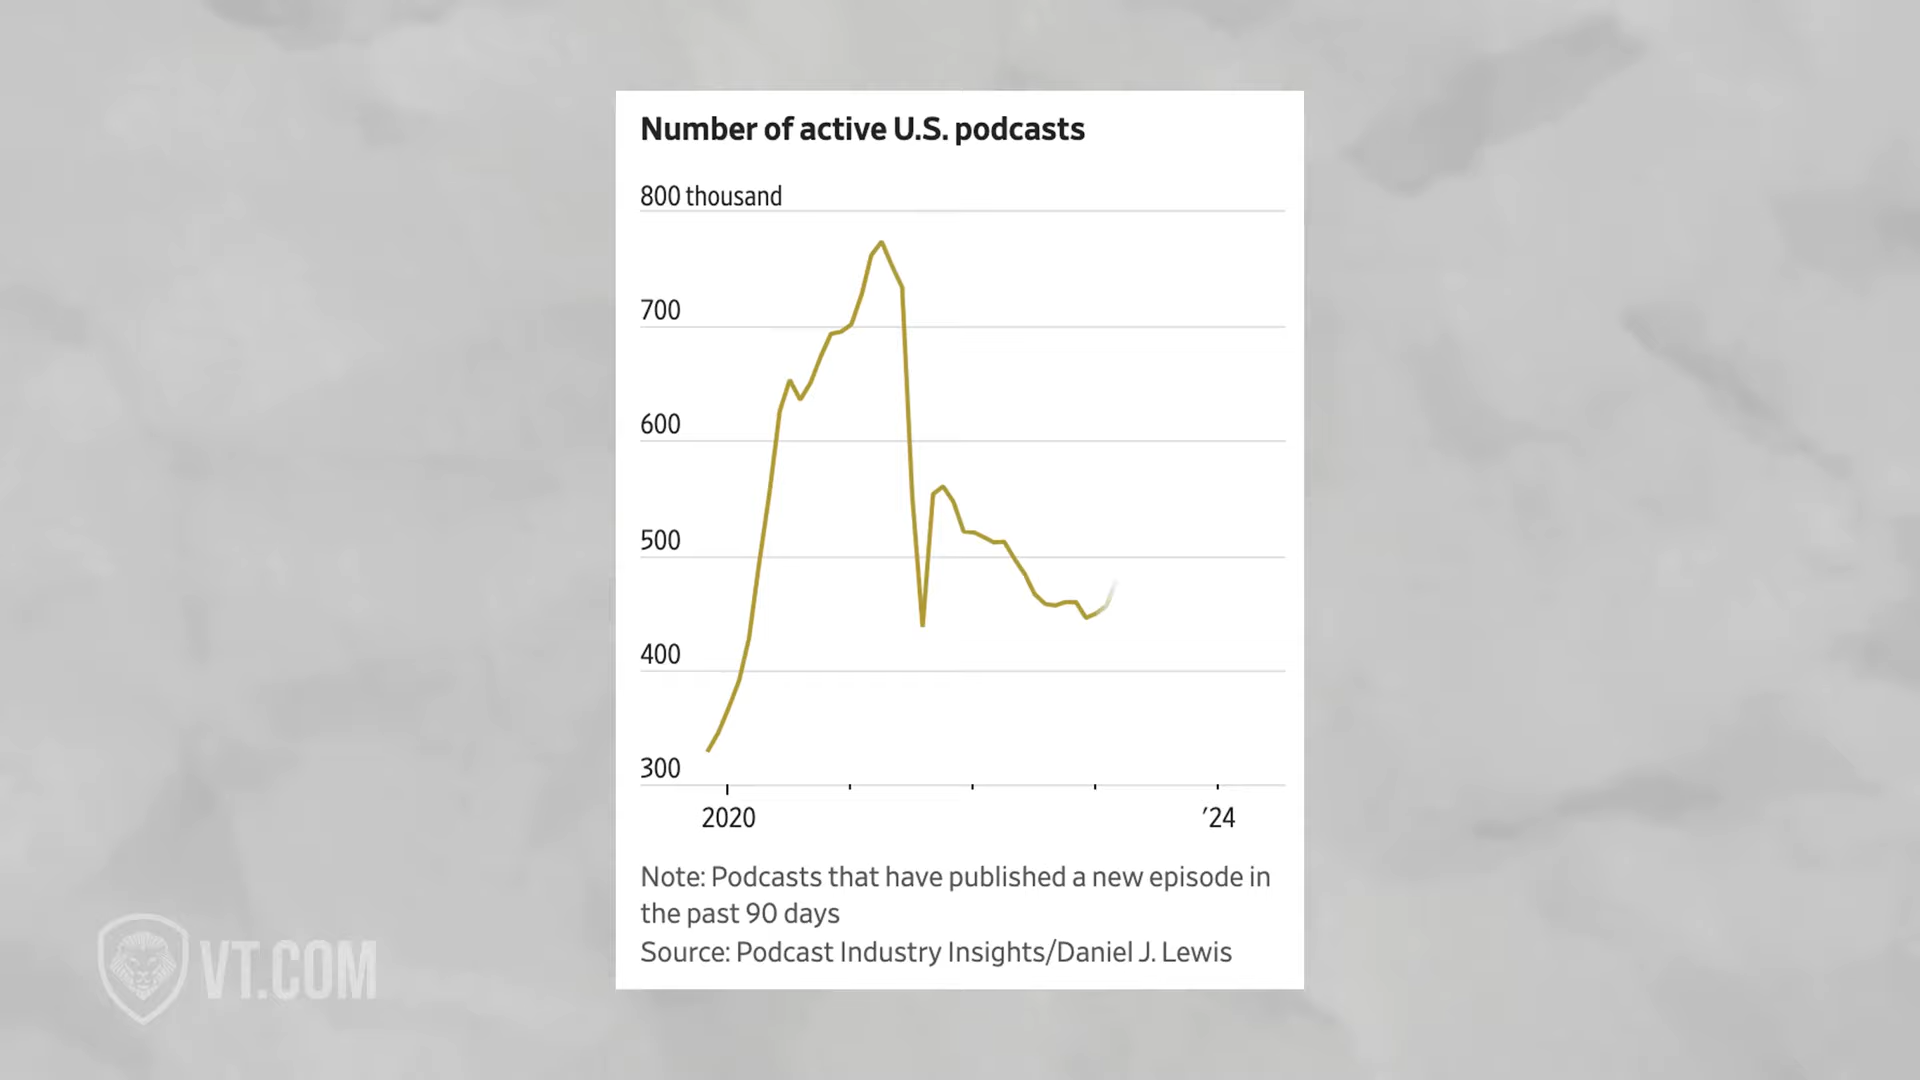 Number of active U.S. podcasts
800 thousand
700
600
500
400
300
2020
’24
Note: Podcasts that have published a new episode in
the past 90 days
Source: Podcast Industry Insights/Daniel J. Lewis
VT.COM